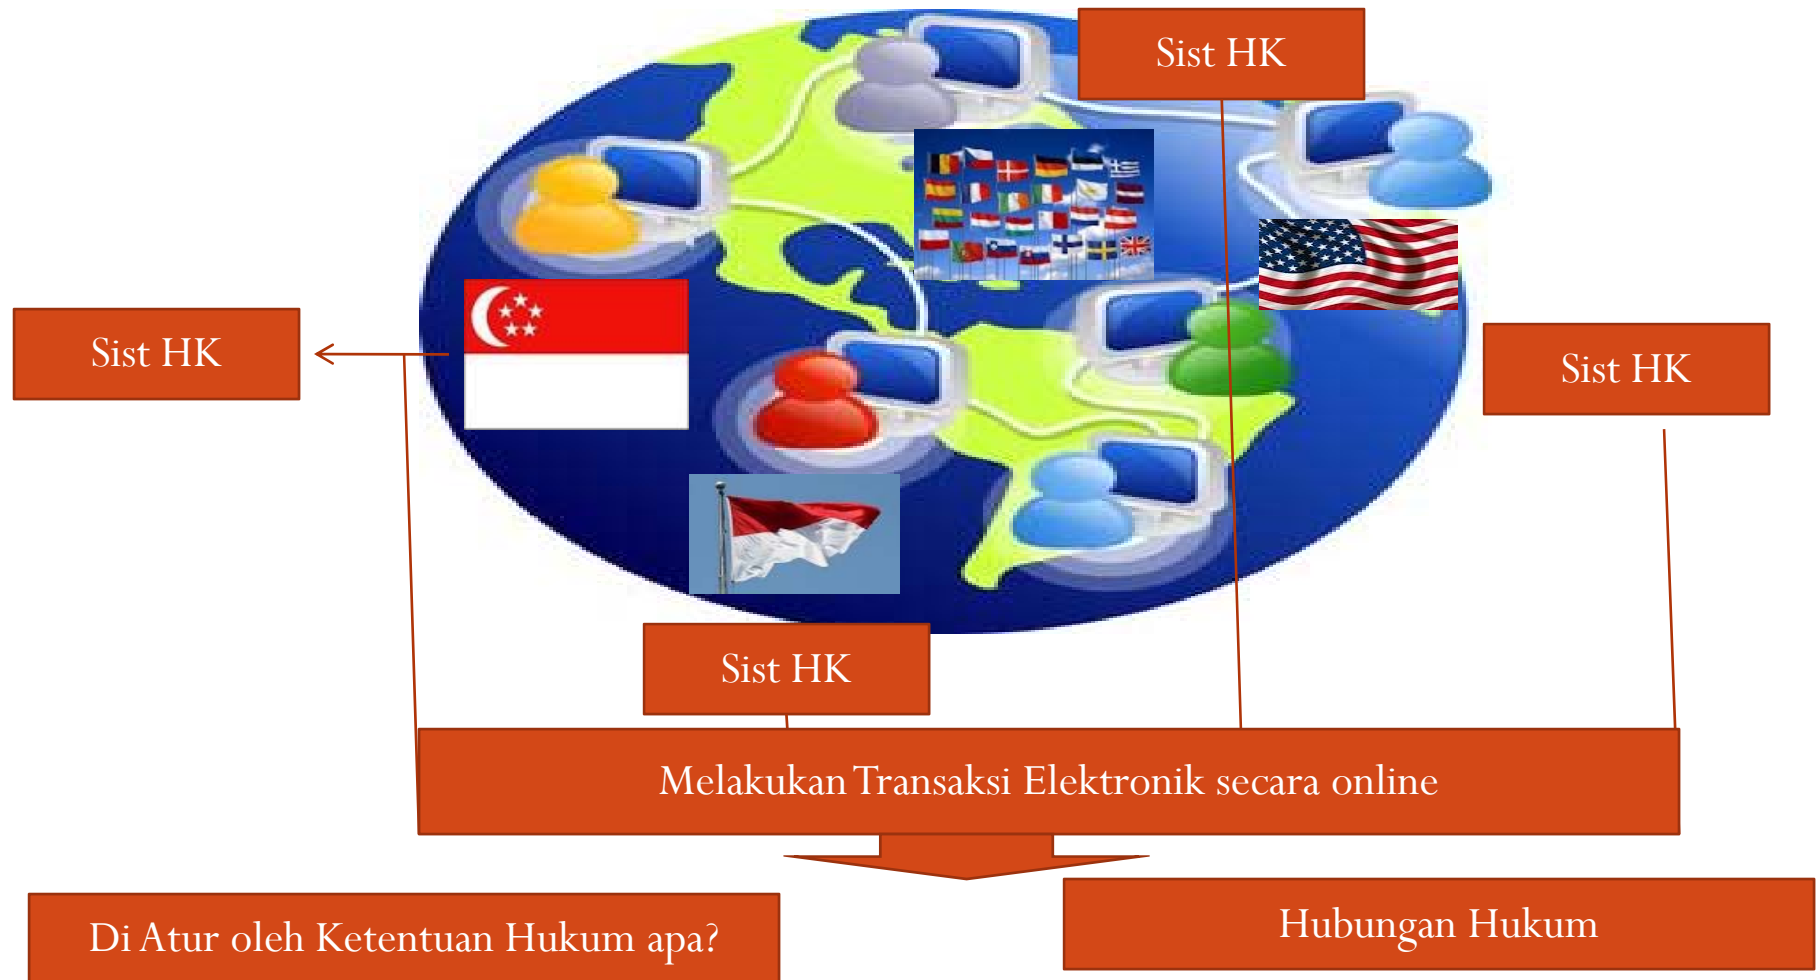 Sist HK
Sist HK
Sist HK
Sist HK
Melakukan Transaksi Elektronik secara online
Di Atur oleh Ketentuan Hukum apa?
Hubungan Hukum